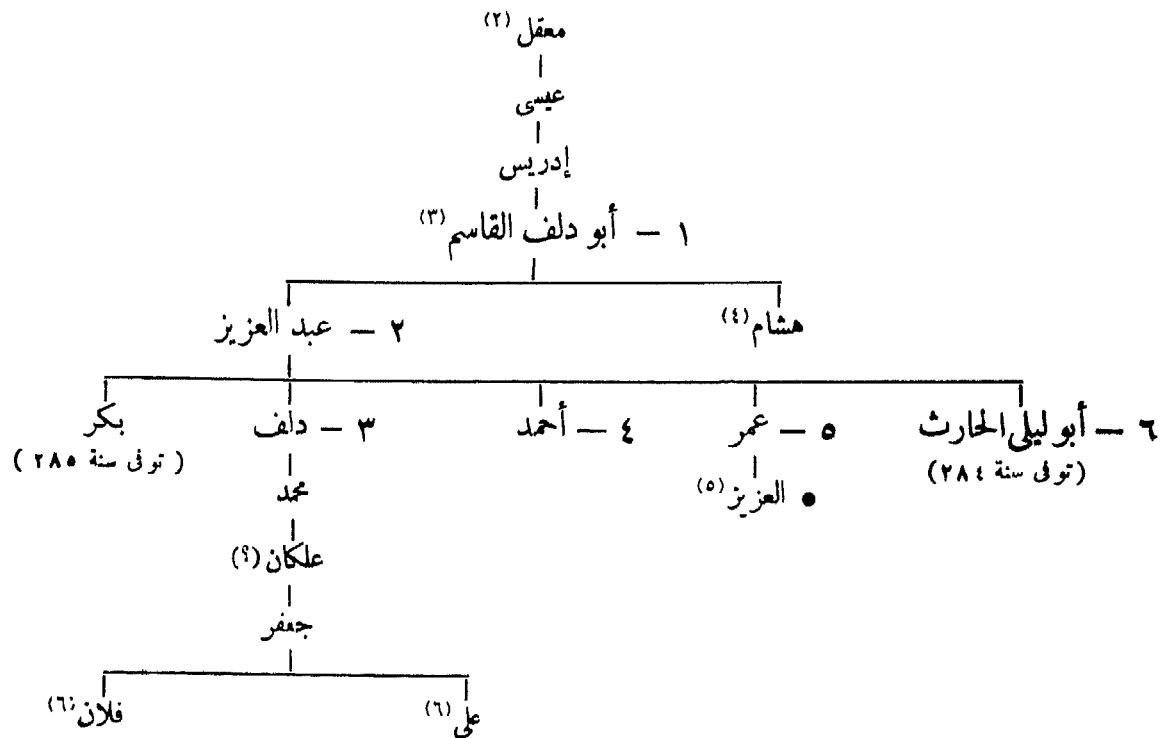 معقل (٢)
عيسى
إدريس
١ – أبو دلف القاسم (٣)
هشام (٤) ٢ – عبد العزيز
٦ – أبو ليلى الحارث ٥ – عمر ٤ – أحمد ٣ – دلف بكر
(توفى سنة ٢٨٤) (توفى سنة ٢٨٥)
• العزيز (٥) محمد
علكان (؟)
جعفر
على (٦) فلان (٦)